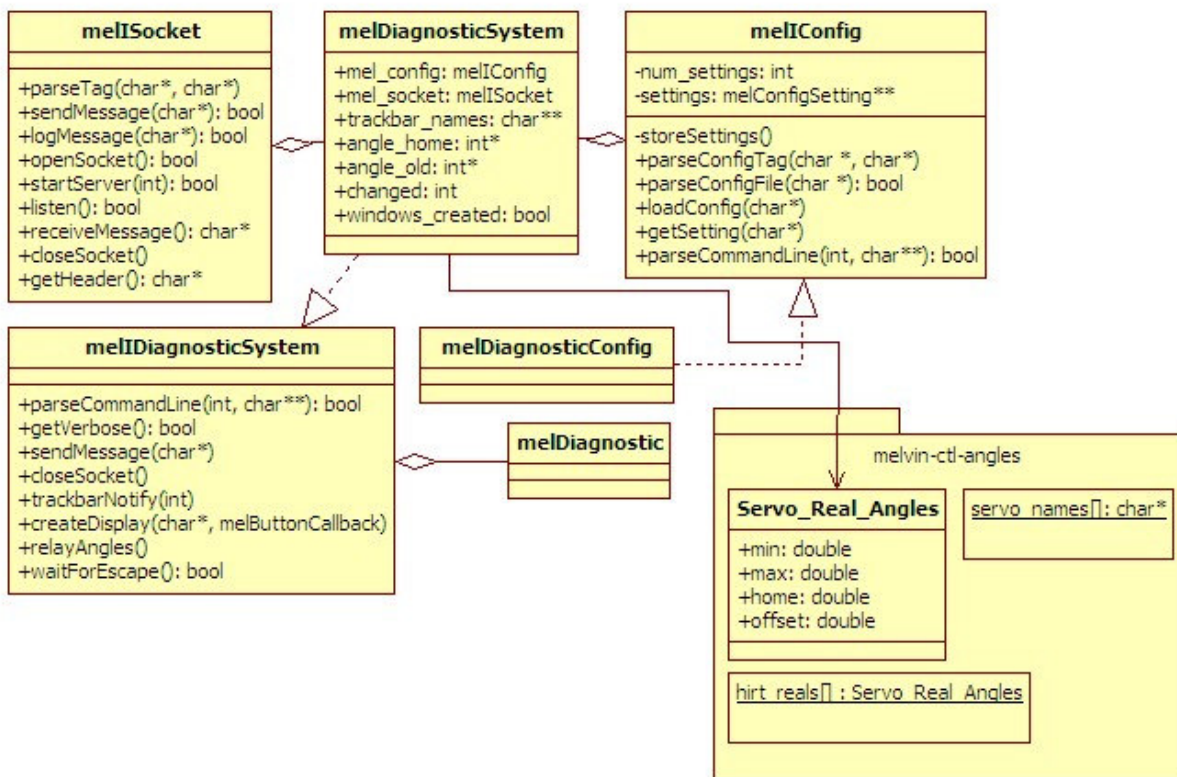 melISocket
+parseTag(char*, char*)
+sendMessage(char*): bool
+logMessage(char*): bool
+openSocket(): bool
+startServer(int): bool
+listen(): bool
+receiveMessage(): char*
+closeSocket()
+getHeader(): char*
melDiagnosticSystem
+mel_config: melIConfig
+mel_socket: melISocket
+trackbar_names: char**
+angle_home: int*
+angle_old: int*
+changed: int
+windows_created: bool
melIConfig
-num_settings: int
-settings: melConfigSetting**
-storeSettings()
+parseConfigTag(char *, char*)
+parseConfigFile(char *): bool
+loadConfig(char*)
+getSetting(char*)
+parseCommandLine(int, char**): bool
melIDiagnosticSystem
+parseCommandLine(int, char**): bool
+getVerbose(): bool
+sendMessage(char*)
+closeSocket()
+trackbarNotify(int)
+createDisplay(char*, melButtonCallback)
+relayAngles()
+waitForEscape(): bool
melDiagnosticConfig
melDiagnostic
melvin-ctl-angles
Servo_Real_Angles
+min: double
+max: double
+home: double
+offset: double
servo_names[]: char*
hirt_reals[] : Servo_Real_Angles